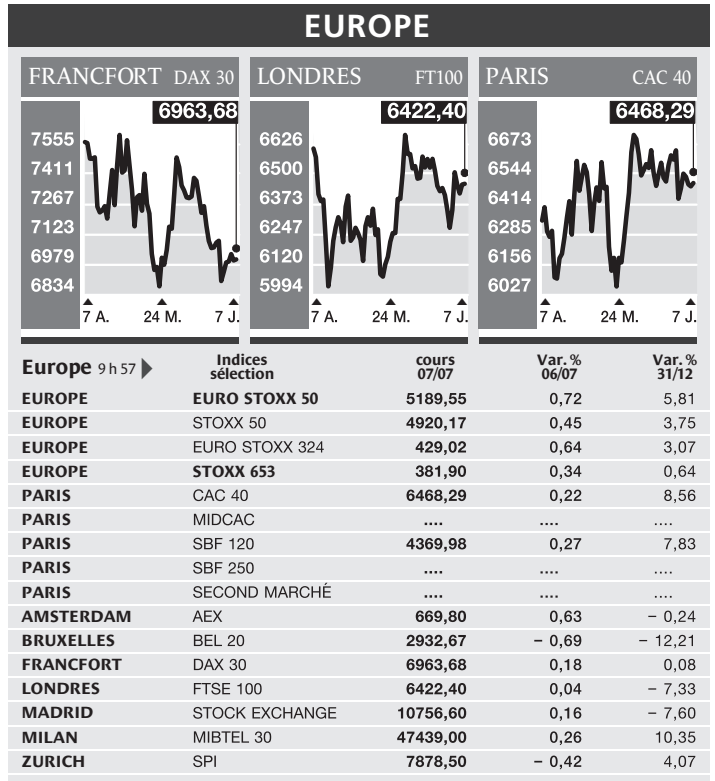 EUROPE
FRANCFORT DAX 30
6963,68
7555
7411
7267
7123
6979
6834
7 A. 24 M. 7 J.
LONDRES FT100
6422,40
6626
6500
6373
6247
6120
5994
7 A. 24 M. 7 J.
PARIS CAC 40
6468,29
6673
6544
6414
6285
6156
6027
7 A. 24 M. 7 J.
Europe 9 h 57 Indices sélection cours 07/07 Var. % 06/07 Var. % 31/12
EUROPE EURO STOXX 50 5189,55 0,72 5,81
EUROPE STOXX 50 4920,17 0,45 3,75
EUROPE EURO STOXX 324 429,02 0,64 3,07
EUROPE STOXX 653 381,90 0,34 0,64
PARIS CAC 40 6468,29 0,22 8,56
PARIS MIDCAC .... .... ....
PARIS SBF 120 4369,98 0,27 7,83
PARIS SBF 250 .... .... ....
PARIS SECOND MARCHÉ .... .... ....
AMSTERDAM AEX 669,80 0,63 – 0,24
BRUXELLES BEL 20 2932,67 – 0,69 – 12,21
FRANCFORT DAX 30 6963,68 0,18 0,08
LONDRES FTSE 100 6422,40 0,04 – 7,33
MADRID STOCK EXCHANGE 10756,60 0,16 – 7,60
MILAN MIBTEL 30 47439,00 0,26 10,35
ZURICH SPI 7878,50 – 0,42 4,07